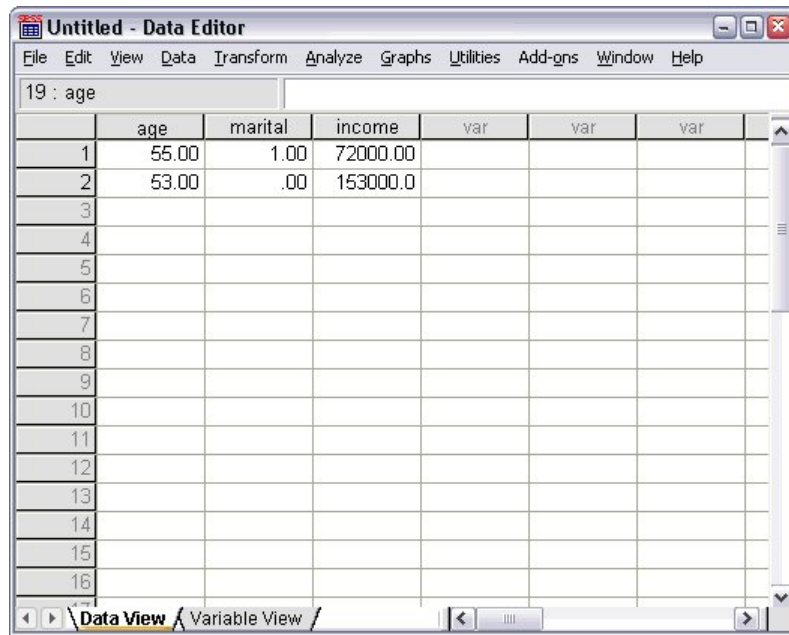 Untitled - Data Editor
File Edit View Data Transform Analyze Graphs Utilities Add-ons Window Help
19 : age
age marital income var var var
1 55.00 1.00 72000.00
2 53.00 .00 153000.0
3
4
5
6
7
8
9
10
11
12
13
14
15
16
17
Data View Variable View